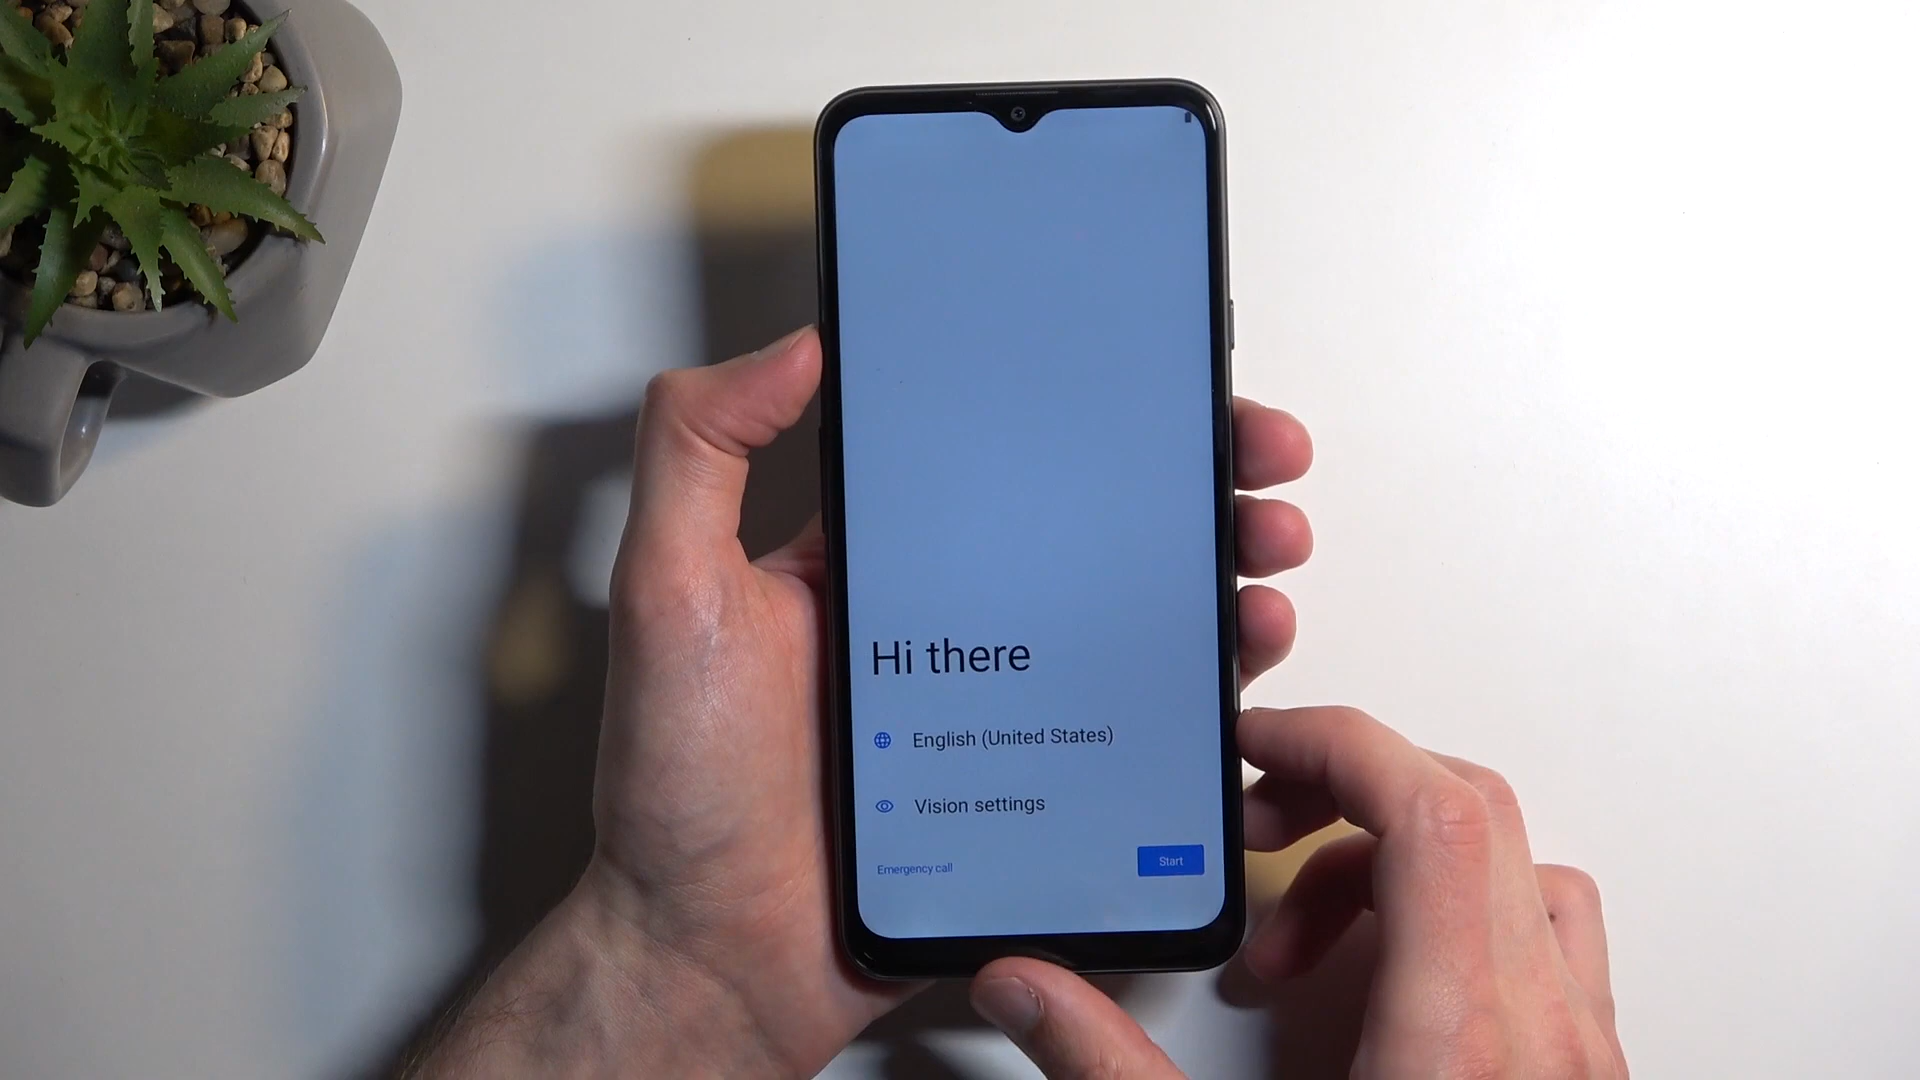 Hi there
English (United States)
Vision settings
Emergency call
Start